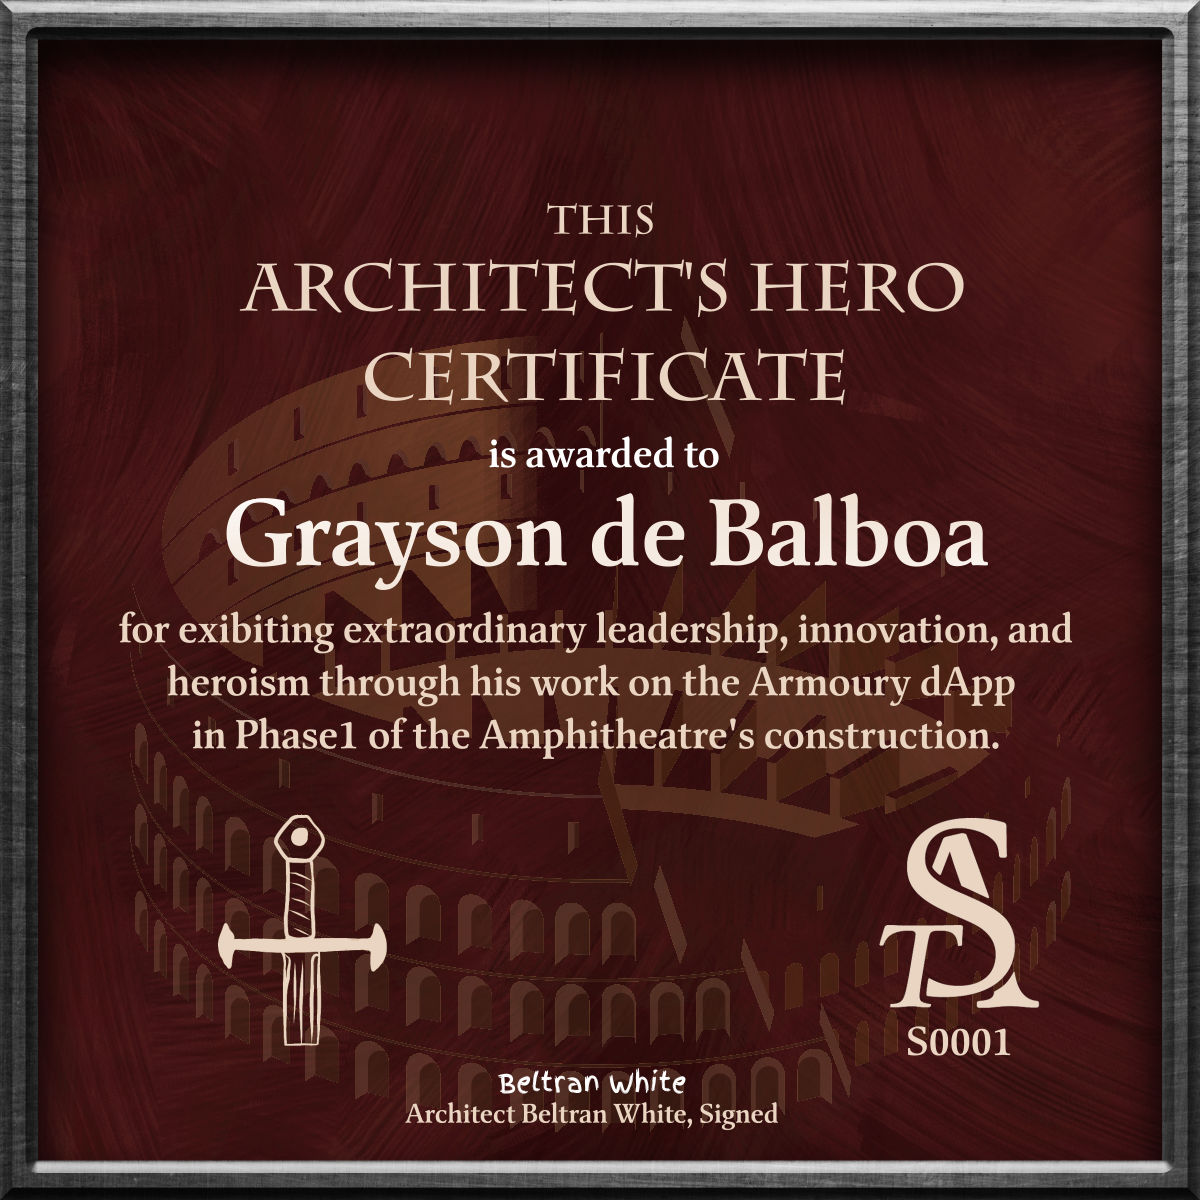 THIS
ARCHITECT'S HERO
CERTIFICATE
is awarded to
Grayson de Balboa
for exibiting extraordinary leadership, innovation, and
heroism through his work on the Armoury dApp
in Phase1 of the Amphitheatre's construction.
STA
S0001
Beltran White
Architect Beltran White, Signed